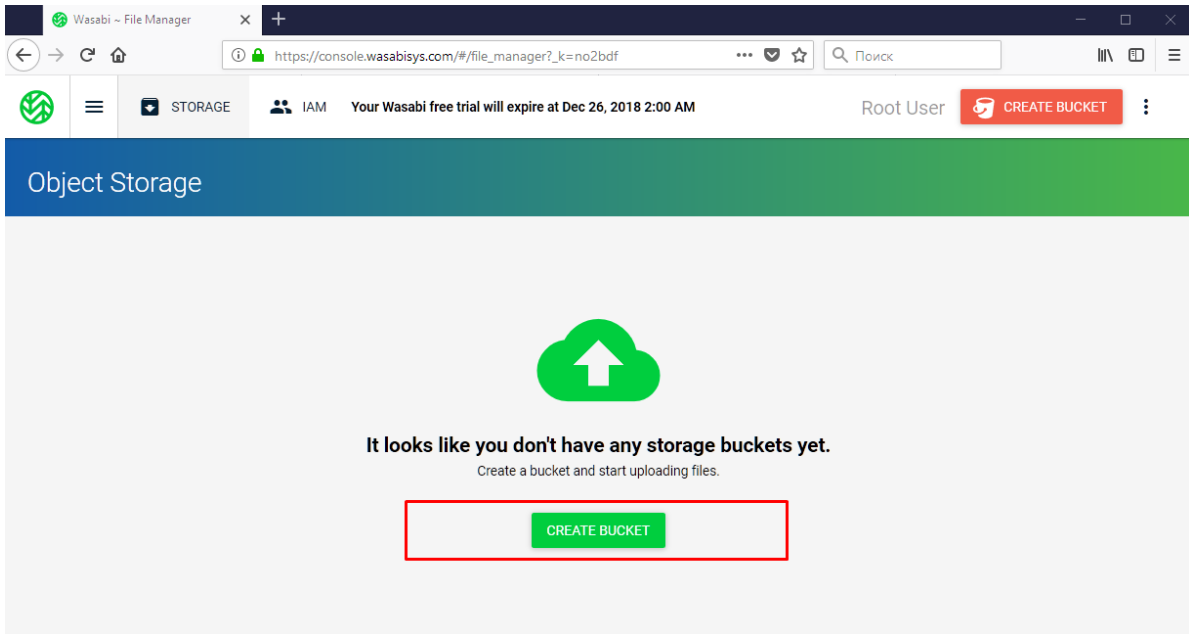 Wasabi ~ File Manager
https://console.wasabisys.com/#/file_manager?_k=no2bdf
Поиск
STORAGE
IAM
Your Wasabi free trial will expire at Dec 26, 2018 2:00 AM
Root User
CREATE BUCKET
Object Storage
It looks like you don't have any storage buckets yet.
Create a bucket and start uploading files.
CREATE BUCKET